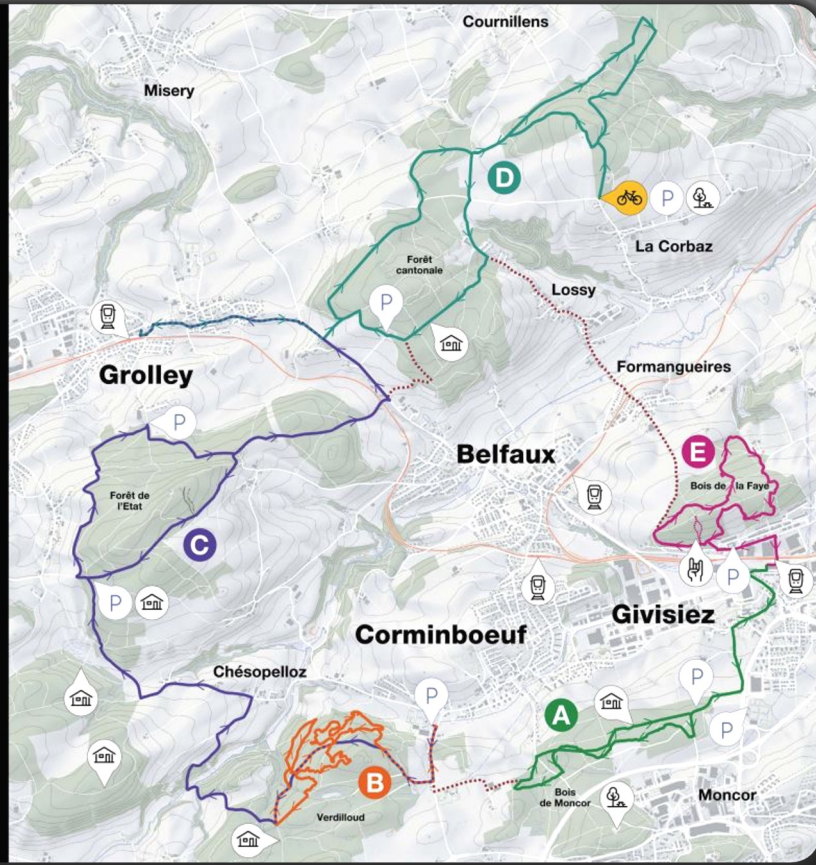 Cournillens
Misery
D
P
La Corbaz
Forêt
cantonale
Lossy
P
Grolley
Formangueires
P
Belfaux
E
Bois de la Faye
Forêt de
l'Etat
C
P
P
Givisiez
Corminboeuf
Chésopelloz
P
P
A
P
B
Bois
de Moncor
Moncor
Verdilloud